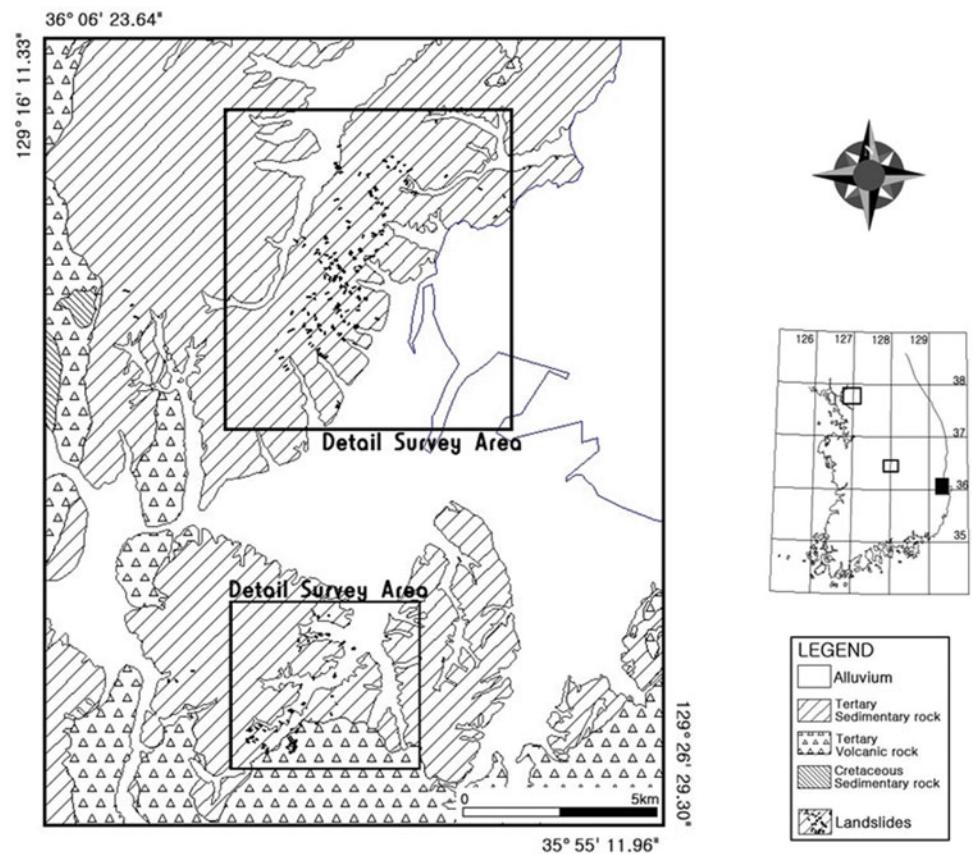 36° 06' 23.64"
129° 16' 11.33"
Detail Survey Area
Detail Survey Area
0 5km
129° 26' 29.30"
35° 55' 11.96"
126 127 128 129
38
37
36
35
LEGEND
Alluvium
Tertary
Sedimentary rock
Tectary
Volcanic rock
Cretaceous
Sedimentary rock
Landslides